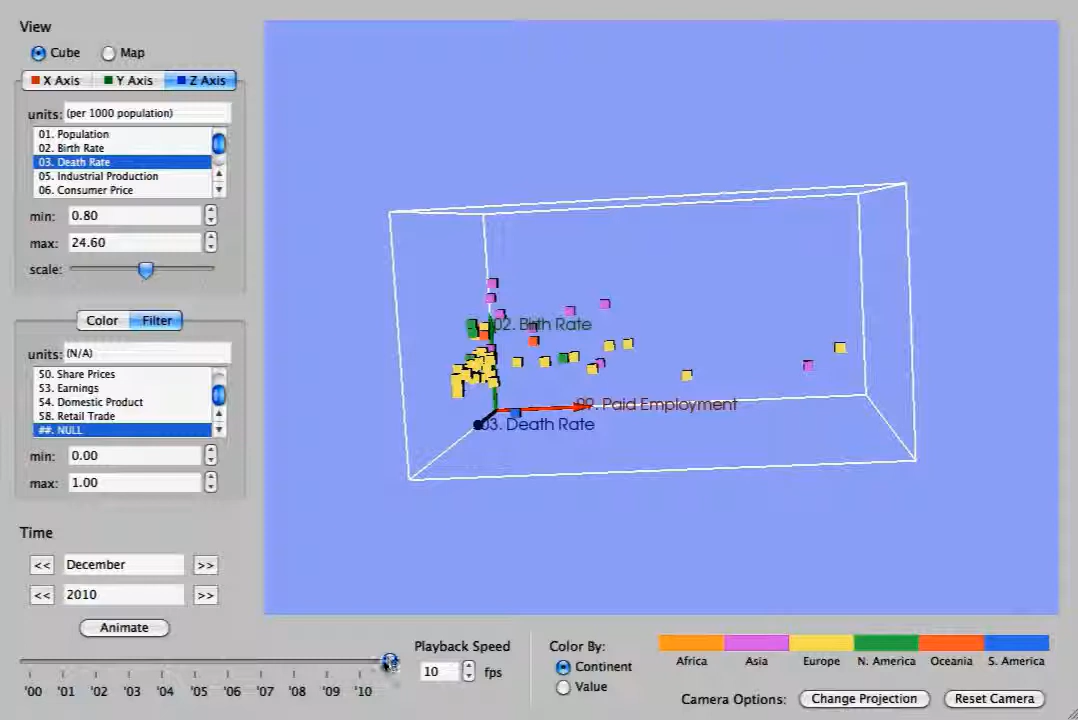 View
Cube Map
X Axis Y Axis Z Axis
units: (per 1000 population)
01. Population
02. Birth Rate
03. Death Rate
05. Industrial Production
06. Consumer Price
min: 0.80
max: 24.60
scale:
Color Filter
units: (N/A)
50. Share Prices
53. Earnings
54. Domestic Product
58. Retail Trade
##. NULL
min: 0.00
max: 1.00
Time
<< December >>
<< 2010 >>
Animate
'00 '01 '02 '03 '04 '05 '06 '07 '08 '09 '10
Playback Speed
10 fps
Color By:
Continent
Value
Africa Asia Europe N. America Oceania S. America
Camera Options: Change Projection Reset Camera
02. Birth Rate
Paid Employment
03. Death Rate